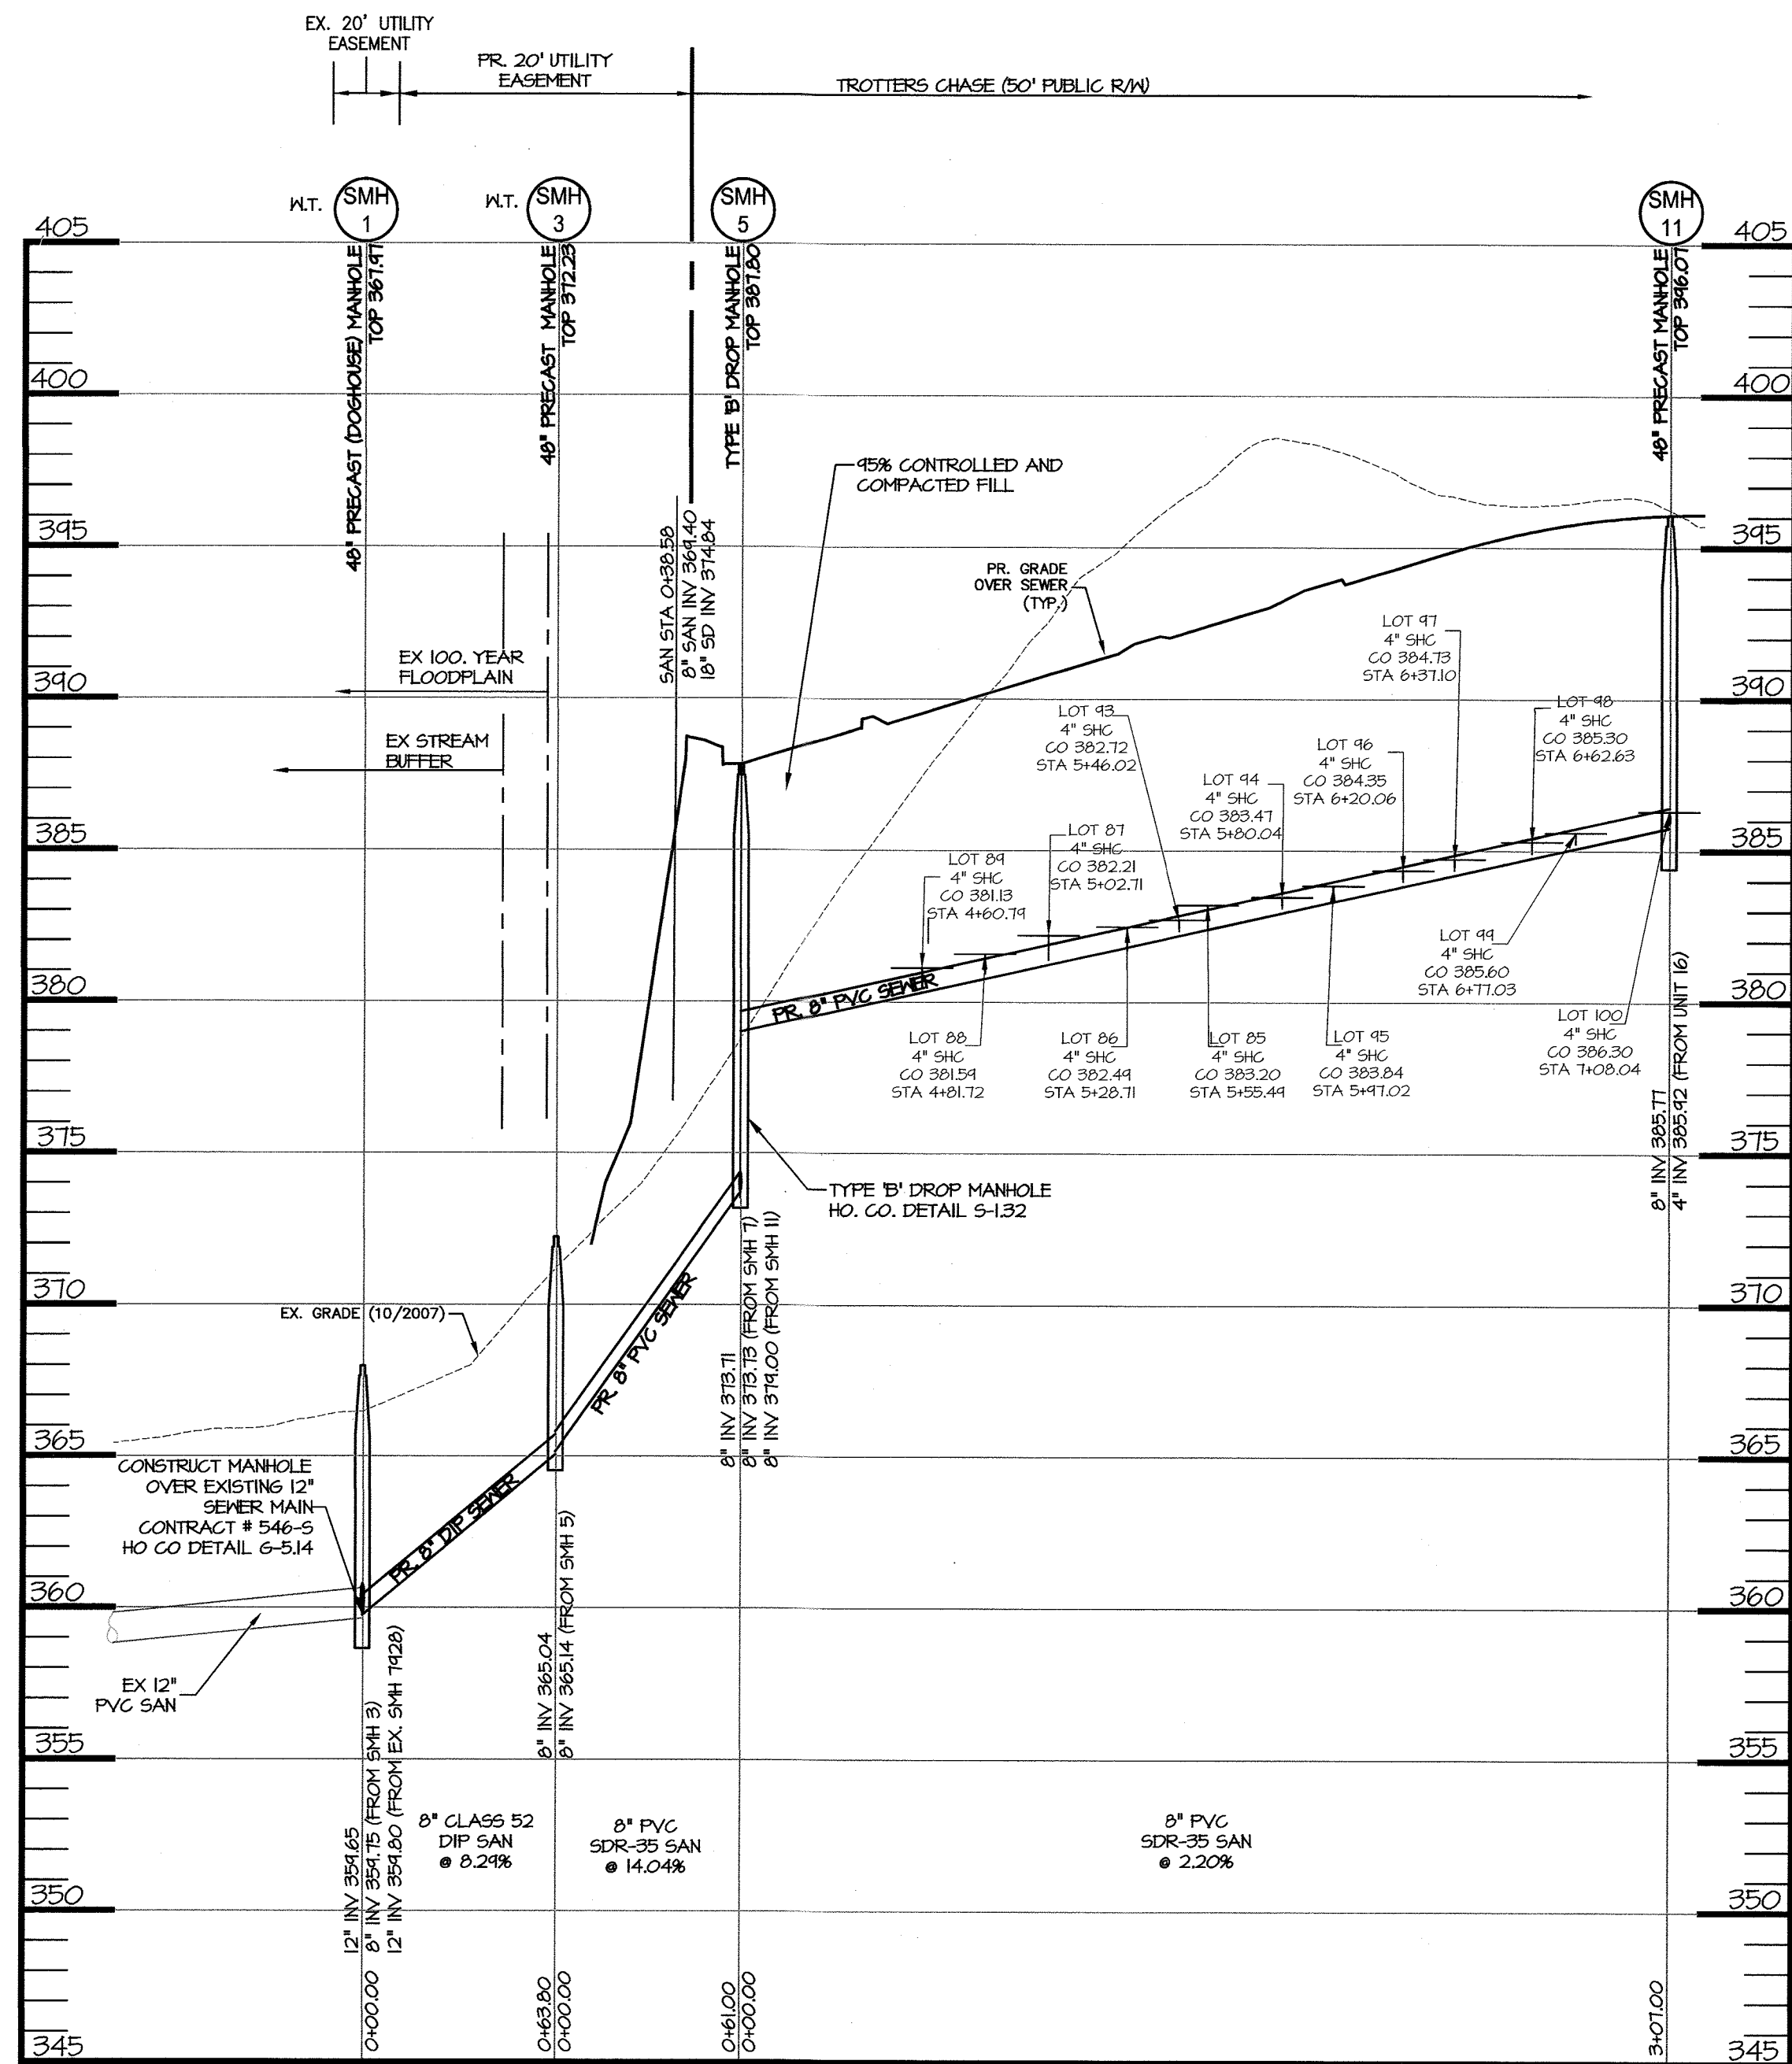 EX. 20' UTILITY
EASEMENT
PR. 20' UTILITY
EASEMENT
TROTTERS CHASE (50' PUBLIC R/W)
W.T.
SMH
1
W.T.
SMH
3
SMH
5
SMH
11
405
400
395
390
385
380
375
370
365
360
355
350
345
405
400
395
390
385
380
375
370
365
360
355
350
345
48" PRECAST (DOGHOUSE) MANHOLE
TOP 367.97
48" PRECAST MANHOLE
TOP 372.23
TYPE 'B' DROP MANHOLE
TOP 387.80
48" PRECAST MANHOLE
TOP 396.07
95% CONTROLLED AND
COMPACTED FILL
SAN STA 0+38.58
8" SAN INV 369.40
18" SD INV 374.84
PR. GRADE
OVER SEWER
(TYP.)
EX 100. YEAR
FLOODPLAIN
EX STREAM
BUFFER
LOT 97
4" SHC
CO 384.73
STA 6+37.10
LOT 93
4" SHC
CO 382.72
STA 5+46.02
LOT 98
4" SHC
CO 385.30
STA 6+62.63
LOT 96
4" SHC
CO 384.35
STA 6+20.06
LOT 94
4" SHC
CO 383.47
STA 5+80.04
LOT 87
4" SHC
CO 382.21
STA 5+02.71
LOT 89
4" SHC
CO 381.13
STA 4+60.79
PR. 8" PVC SEWER
LOT 99
4" SHC
CO 385.60
STA 6+77.03
LOT 88
4" SHC
CO 381.59
STA 4+81.72
LOT 86
4" SHC
CO 382.49
STA 5+28.71
LOT 85
4" SHC
CO 383.20
STA 5+55.49
LOT 95
4" SHC
CO 383.84
STA 5+97.02
LOT 100
4" SHC
CO 386.30
STA 7+08.04
8" INV 385.77
4" INV 385.92 (FROM UNIT 16)
TYPE 'B' DROP MANHOLE
HO. CO. DETAIL S-1.32
EX. GRADE (10/2007)
PR. 8" PVC SEWER
8" INV 373.71
8" INV 373.73 (FROM SMH 7)
8" INV 379.00 (FROM SMH 11)
CONSTRUCT MANHOLE
OVER EXISTING 12"
SEWER MAIN
CONTRACT # 546-S
HO CO DETAIL G-5.14
PR. 8" DIP SEWER
EX 12"
PVC SAN
8" INV 365.04
8" INV 365.14 (FROM SMH 5)
12" INV 359.65
8" INV 359.75 (FROM SMH 3)
12" INV 359.80 (FROM EX. SMH 7928)
8" CLASS 52
DIP SAN
@ 8.29%
8" PVC
SDR-35 SAN
@ 14.04%
8" PVC
SDR-35 SAN
@ 2.20%
0+00.00
0+63.80
0+00.00
0+61.00
0+00.00
3+07.00